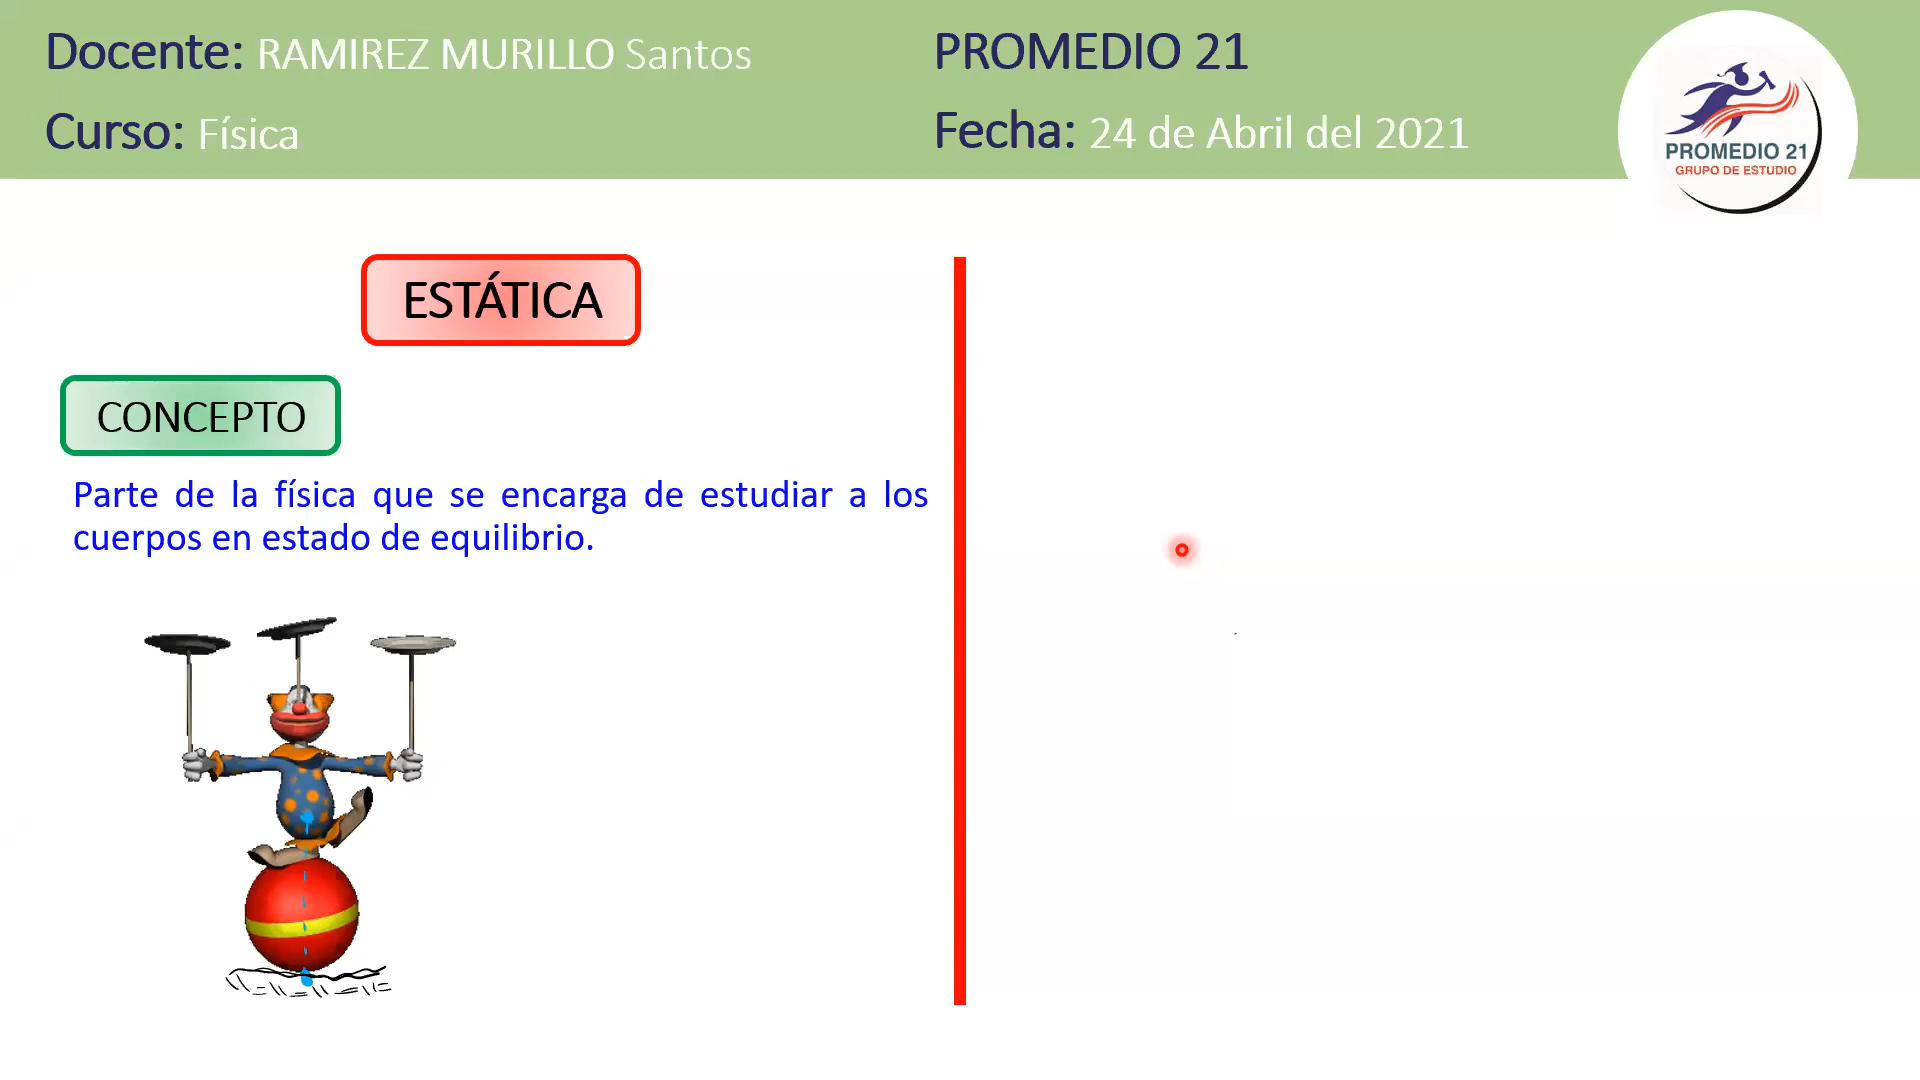 Docente: RAMIREZ MURILLO Santos
PROMEDIO 21
Curso: Física
Fecha: 24 de Abril del 2021
PROMEDIO 21
GRUPO DE ESTUDIO
ESTÁTICA
CONCEPTO
Parte de la física que se encarga de estudiar a los
cuerpos en estado de equilibrio.